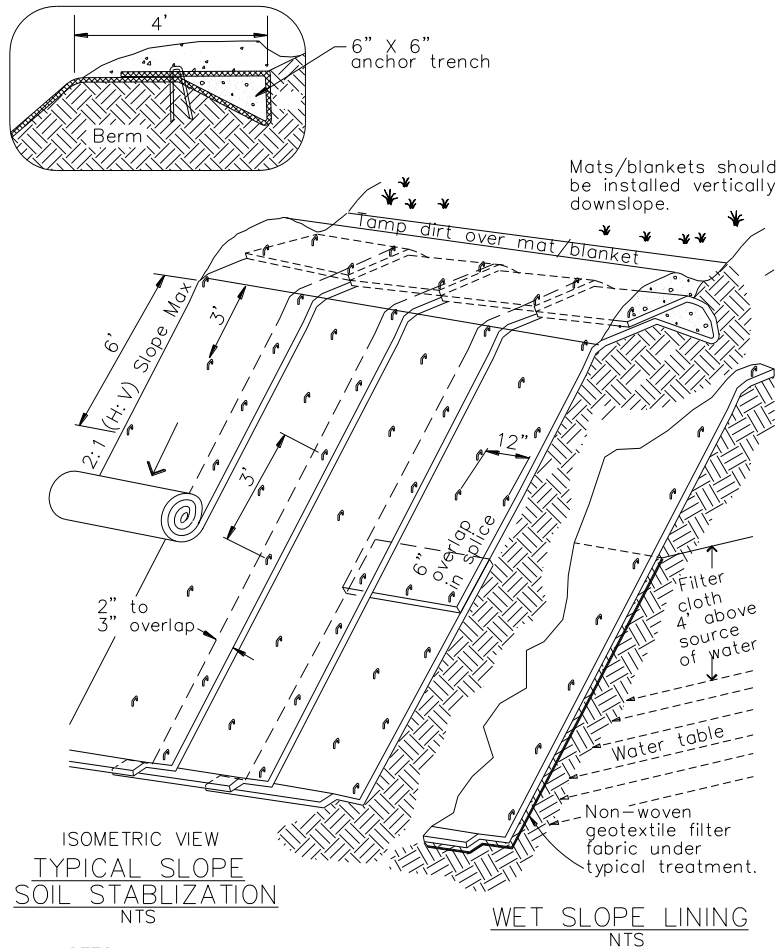 4'
6" X 6"
anchor trench
Berm
Mats/blankets should
be installed vertically
downslope.
Tamp dirt over mat/blanket
6'
2:1 (H:V) Slope Max
3'
12"
3'
6"
overlap
in splice
2" to
3" overlap
Filter
cloth
4' above
source
of water
Water table
Non-woven
geotextile filter
fabric under
typical treatment.
ISOMETRIC VIEW
TYPICAL SLOPE
SOIL STABLIZATION
NTS
WET SLOPE LINING
NTS